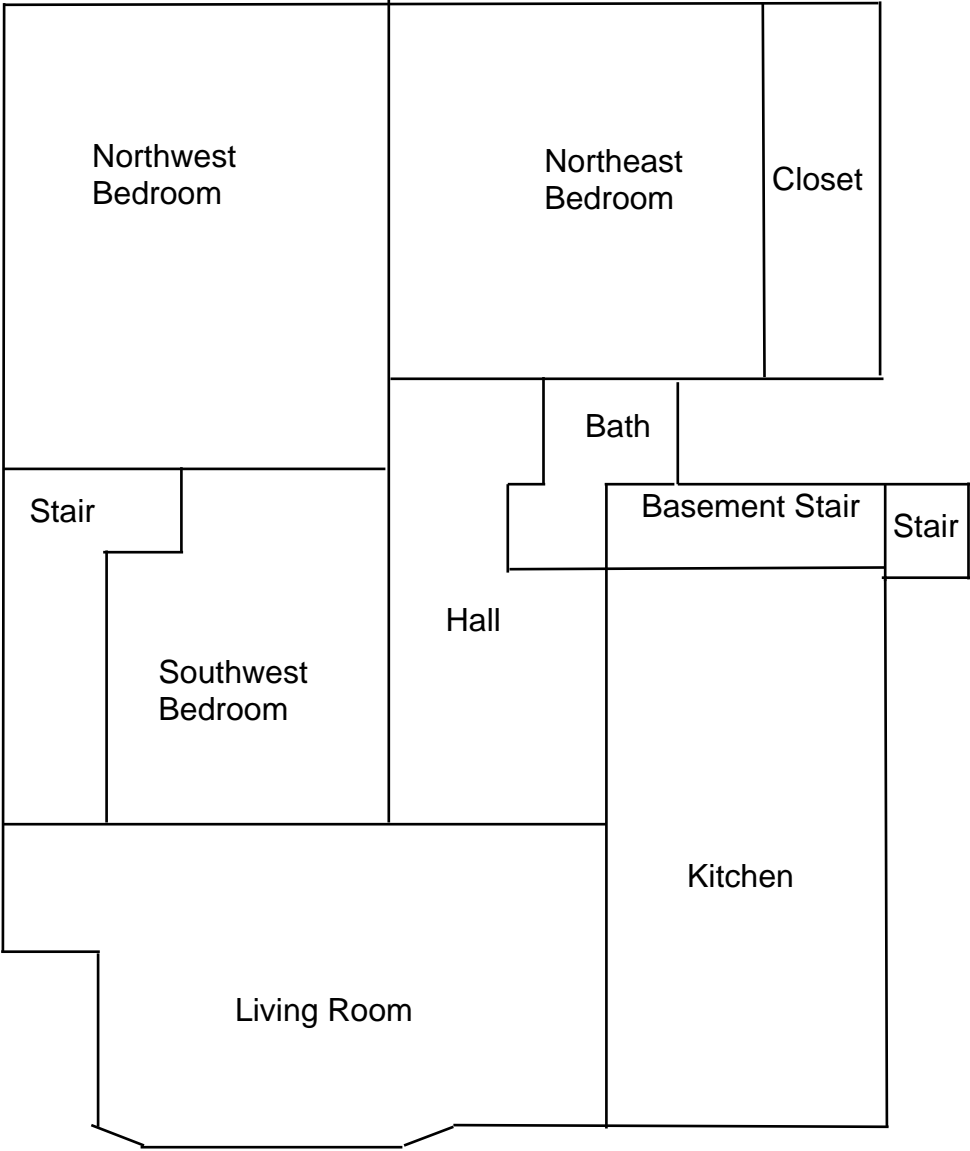 Northwest
Bedroom
Northeast
Bedroom
Closet
Bath
Stair
Basement Stair
Stair
Hall
Southwest
Bedroom
Kitchen
Living Room